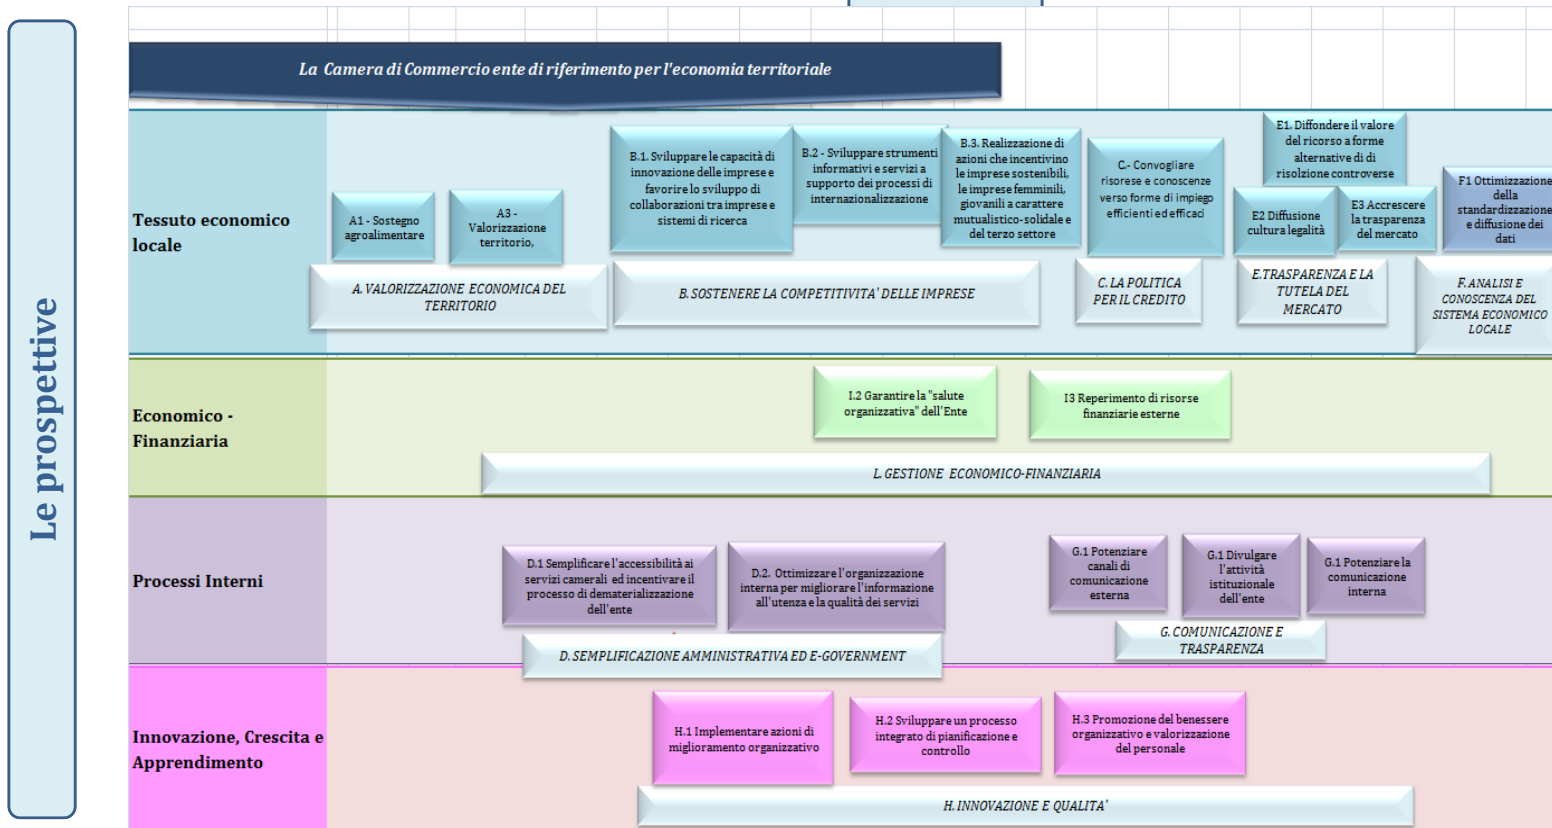 Le prospettive
La Camera di Commercio ente di riferimento per l'economia territoriale
Tessuto economico
locale
A1 - Sostegno
agroalimentare
A3 -
Valorizzazione
territorio,
B.1. Sviluppare le capacità di
innovazione delle imprese e
favorire lo sviluppo di
collaborazioni tra imprese e
sistemi di ricerca
B.2 - Sviluppare strumenti
informativi e servizi a
supporto dei processi di
internazionalizzazione
B.3. Realizzazione di
azioni che incentivino
le imprese sostenibili,
le imprese femminili,
giovanili a carattere
mutualistico-solidale e
del terzo settore
C.- Convogliare
risorese e conoscenze
verso forme di impiego
efficienti ed efficaci
E1. Diffondere il valore
del ricorso a forme
alternative di di
risolzione controverse
E2 Diffusione
cultura legalità
E3 Accrescere
la trasparenza
del mercato
F1 Ottimizzazione
della
standardizzazione
e diffusione dei
dati
A. VALORIZZAZIONE ECONOMICA DEL
TERRITORIO
B. SOSTENERE LA COMPETITIVITA' DELLE IMPRESE
C. LA POLITICA
PER IL CREDITO
E.TRASPARENZA E LA
TUTELA DEL
MERCATO
F. ANALISI E
CONOSCENZA DEL
SISTEMA ECONOMICO
LOCALE
Economico -
Finanziaria
I.2 Garantire la "salute
organizzativa" dell'Ente
I3 Reperimento di risorse
finanziarie esterne
L. GESTIONE ECONOMICO-FINANZIARIA
Processi Interni
D.1 Semplificare l'accessibilità ai
servizi camerali ed incentivare il
processo di dematerializzazione
dell'ente
D.2. Ottimizzare l'organizzazione
interna per migliorare l'informazione
all'utenza e la qualità dei servizi
G.1 Potenziare
canali di
comunicazione
esterna
G.1 Divulgare
l'attività
istituzionale
dell'ente
G.1 Potenziare la
comunicazione
interna
D. SEMPLIFICAZIONE AMMINISTRATIVA ED E-GOVERNMENT
G. COMUNICAZIONE E
TRASPARENZA
Innovazione, Crescita e
Apprendimento
H.1 Implementare azioni di
miglioramento organizzativo
H.2 Sviluppare un processo
integrato di pianificazione e
controllo
H.3 Promozione del benessere
organizzativo e valorizzazione
del personale
H. INNOVAZIONE E QUALITA'